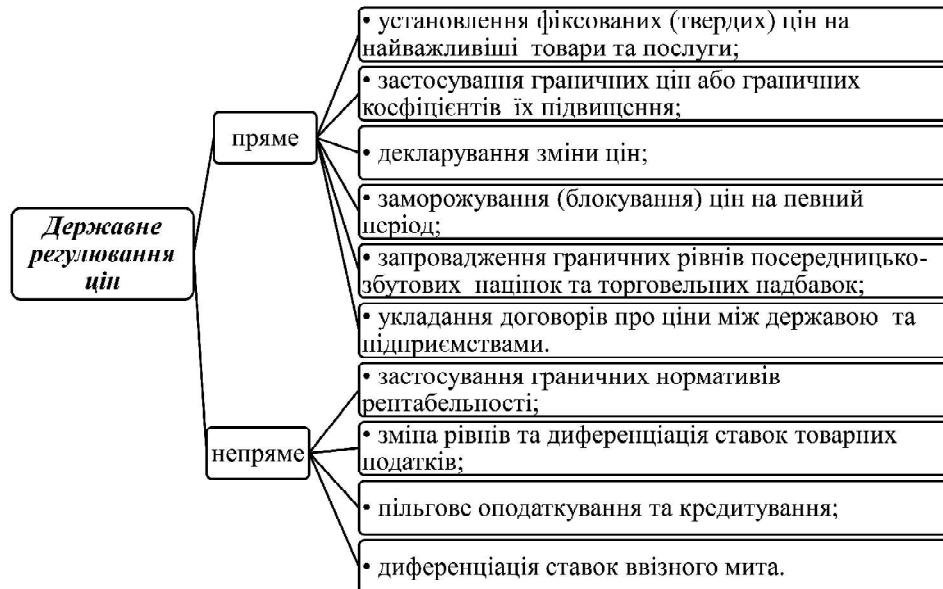 Державне
регулювання
цін
пряме
• установлення фіксованих (твердих) цін на
найважливіші товари та послуги;
• застосування граничних цін або граничних
коефіцієнтів їх підвищення;
• декларування зміни цін;
• заморожування (блокування) цін на певний
період;
• запровадження граничних рівнів посередницько-
збутових націнок та торговельних надбавок;
• укладання договорів про ціни між державою та
підприємствами.
непряме
• застосування граничних нормативів
рентабельності;
• зміна рівнів та диференціація ставок товарних
податків;
• пільгове оподаткування та кредитування;
• диференціація ставок ввізного мита.